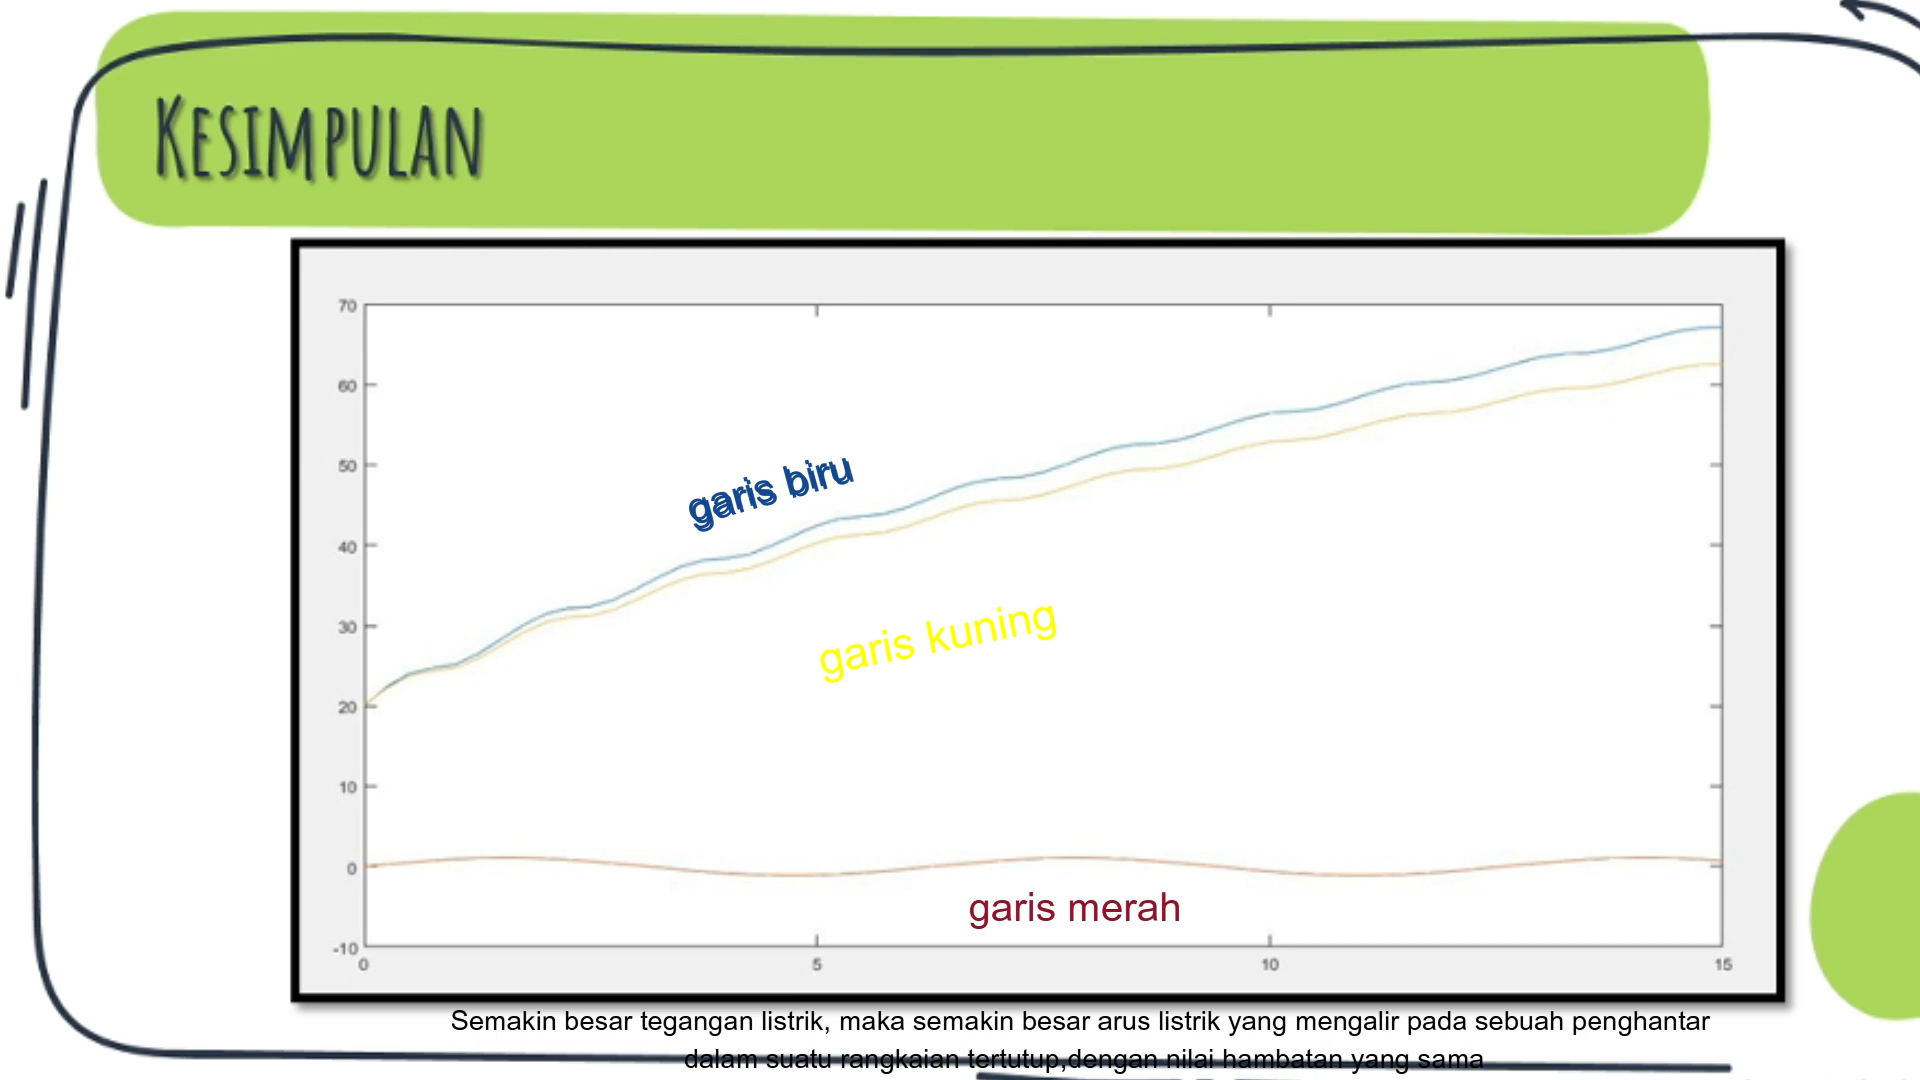 KESIMPULAN
70
60
50
garis biru
40
30
garis kuning
20
10
0
garis merah
-10
0 5 10 15
Semakin besar tegangan listrik, maka semakin besar arus listrik yang mengalir pada sebuah penghantar
dalam suatu rangkaian tertutup,dengan nilai hambatan yang sama